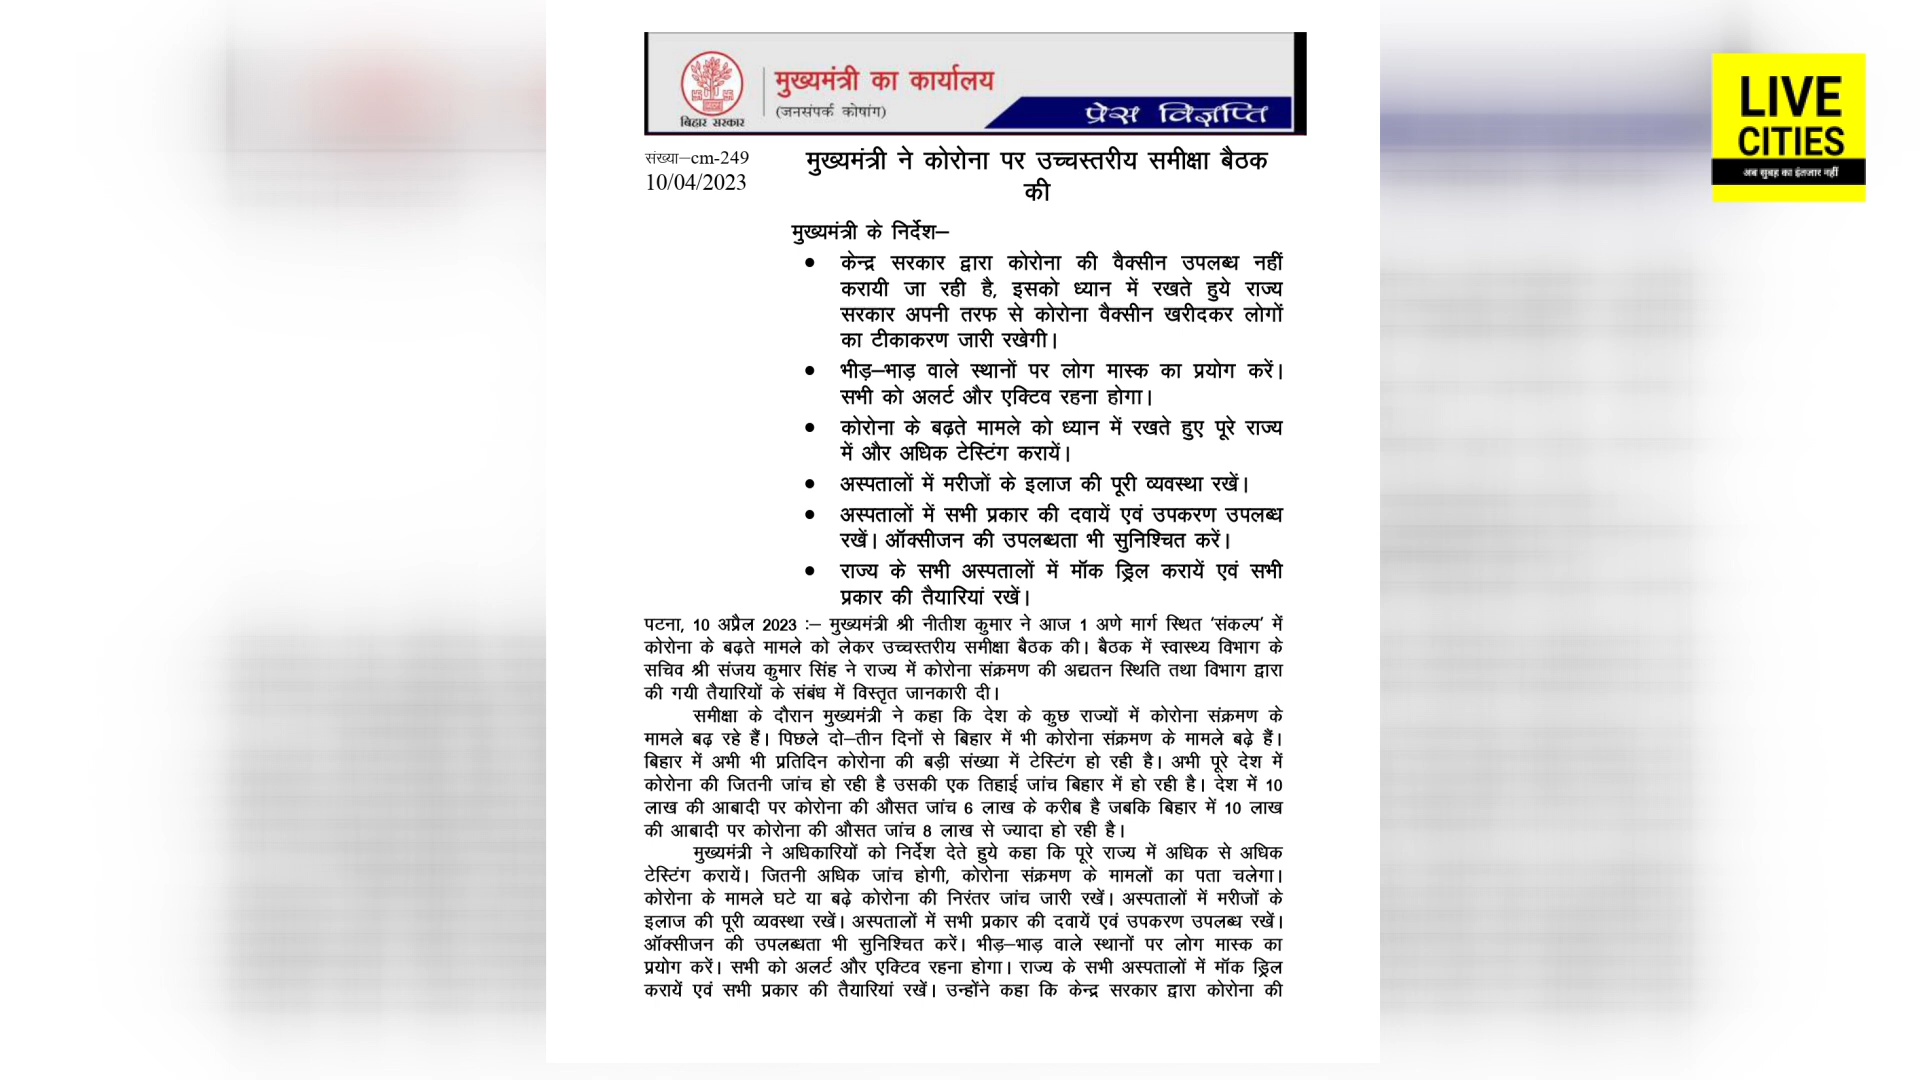 बिहार सरकार
मुख्यमंत्री का कार्यालय
(जनसंपर्क कोषांग)
प्रेस विज्ञप्ति
LIVE
CITIES
अब सुबह का इंतजार नहीं
संख्या–cm-249
10/04/2023
मुख्यमंत्री ने कोरोना पर उच्चस्तरीय समीक्षा बैठक
की
मुख्यमंत्री के निर्देश–
• केन्द्र सरकार द्वारा कोरोना की वैक्सीन उपलब्ध नहीं
करायी जा रही है, इसको ध्यान में रखते हुये राज्य
सरकार अपनी तरफ से कोरोना वैक्सीन खरीदकर लोगों
का टीकाकरण जारी रखेगी।
• भीड़–भाड़ वाले स्थानों पर लोग मास्क का प्रयोग करें।
सभी को अलर्ट और एक्टिव रहना होगा।
• कोरोना के बढ़ते मामले को ध्यान में रखते हुए पूरे राज्य
में और अधिक टेस्टिंग करायें।
• अस्पतालों में मरीजों के इलाज की पूरी व्यवस्था रखें।
• अस्पतालों में सभी प्रकार की दवायें एवं उपकरण उपलब्ध
रखें। ऑक्सीजन की उपलब्धता भी सुनिश्चित करें।
• राज्य के सभी अस्पतालों में मॉक ड्रिल करायें एवं सभी
प्रकार की तैयारियां रखें।
पटना, 10 अप्रैल 2023 :– मुख्यमंत्री श्री नीतीश कुमार ने आज 1 अणे मार्ग स्थित 'संकल्प' में
कोरोना के बढ़ते मामले को लेकर उच्चस्तरीय समीक्षा बैठक की। बैठक में स्वास्थ्य विभाग के
सचिव श्री संजय कुमार सिंह ने राज्य में कोरोना संक्रमण की अद्यतन स्थिति तथा विभाग द्वारा
की गयी तैयारियों के संबंध में विस्तृत जानकारी दी।
समीक्षा के दौरान मुख्यमंत्री ने कहा कि देश के कुछ राज्यों में कोरोना संक्रमण के
मामले बढ़ रहे हैं। पिछले दो–तीन दिनों से बिहार में भी कोरोना संक्रमण के मामले बढ़े हैं।
बिहार में अभी भी प्रतिदिन कोरोना की बड़ी संख्या में टेस्टिंग हो रही है। अभी पूरे देश में
कोरोना की जितनी जांच हो रही है उसकी एक तिहाई जांच बिहार में हो रही है। देश में 10
लाख की आबादी पर कोरोना की औसत जांच 6 लाख के करीब है जबकि बिहार में 10 लाख
की आबादी पर कोरोना की औसत जांच 8 लाख से ज्यादा हो रही है।
मुख्यमंत्री ने अधिकारियों को निर्देश देते हुये कहा कि पूरे राज्य में अधिक से अधिक
टेस्टिंग करायें। जितनी अधिक जांच होगी, कोरोना संक्रमण के मामलों का पता चलेगा।
कोरोना के मामले घटे या बढ़े कोरोना की निरंतर जांच जारी रखें। अस्पतालों में मरीजों के
इलाज की पूरी व्यवस्था रखें। अस्पतालों में सभी प्रकार की दवायें एवं उपकरण उपलब्ध रखें।
ऑक्सीजन की उपलब्धता भी सुनिश्चित करें। भीड़–भाड़ वाले स्थानों पर लोग मास्क का
प्रयोग करें। सभी को अलर्ट और एक्टिव रहना होगा। राज्य के सभी अस्पतालों में मॉक ड्रिल
करायें एवं सभी प्रकार की तैयारियां रखें। उन्होंने कहा कि केन्द्र सरकार द्वारा कोरोना की